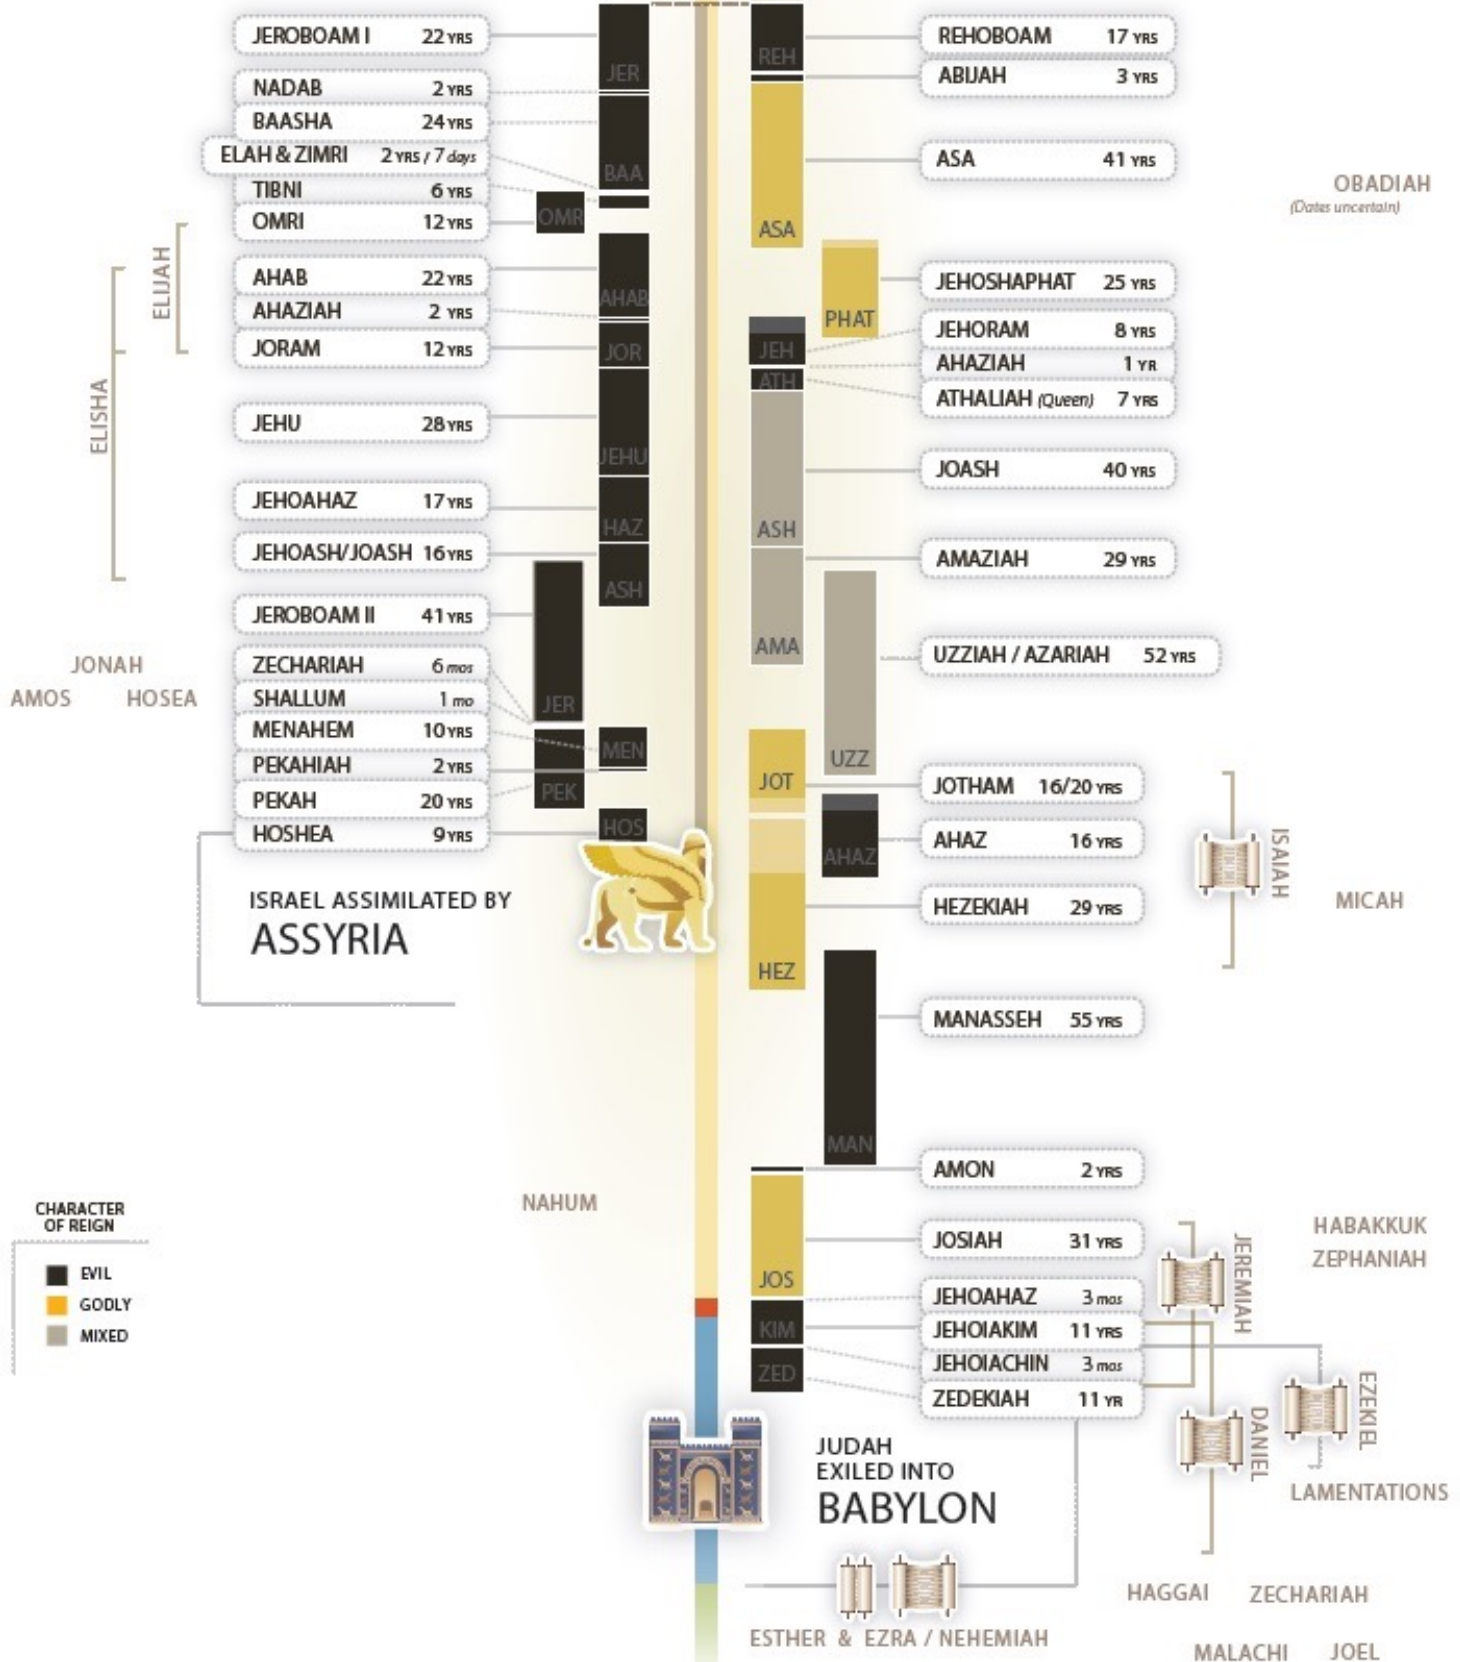 JEROBOAM I 22 YRS
NADAB 2 YRS
BAASHA 24 YRS
ELAH & ZIMRI 2 YRS / 7 days
TIBNI 6 YRS
OMRI 12 YRS
AHAB 22 YRS
AHAZIAH 2 YRS
JORAM 12 YRS
JEHU 28 YRS
JEHOAHAZ 17 YRS
JEHOASH/JOASH 16 YRS
JEROBOAM II 41 YRS
ZECHARIAH 6 mos
SHALLUM 1 mo
MENAHEM 10 YRS
PEKAHIAH 2 YRS
PEKAH 20 YRS
HOSHEA 9 YRS
ELIJAH
ELISHA
JONAH
AMOS HOSEA
ISRAEL ASSIMILATED BY
ASSYRIA
JER
BAA
OMR
AHAB
JOR
JEHU
HAZ
ASH
JER
MEN
PEK
HOS
REH
ASA
PHAT
JEH
ATH
ASH
AMA
UZZ
JOT
AHAZ
HEZ
MAN
JOS
KIM
ZED
REHOBOAM 17 YRS
ABIJAH 3 YRS
ASA 41 YRS
JEHOSHAPHAT 25 YRS
JEHORAM 8 YRS
AHAZIAH 1 YR
ATHALIAH (Queen) 7 YRS
JOASH 40 YRS
AMAZIAH 29 YRS
UZZIAH / AZARIAH 52 YRS
JOTHAM 16/20 YRS
AHAZ 16 YRS
HEZEKIAH 29 YRS
MANASSEH 55 YRS
AMON 2 YRS
JOSIAH 31 YRS
JEHOAHAZ 3 mos
JEHOIAKIM 11 YRS
JEHOIACHIN 3 mos
ZEDEKIAH 11 YR
OBADIAH
(Dates uncertain)
ISAIAH
MICAH
NAHUM
HABAKKUK
ZEPHANIAH
JEREMIAH
EZEKIEL
DANIEL
LAMENTATIONS
CHARACTER
OF REIGN
EVIL
GODLY
MIXED
JUDAH
EXILED INTO
BABYLON
HAGGAI ZECHARIAH
ESTHER & EZRA / NEHEMIAH
MALACHI JOEL